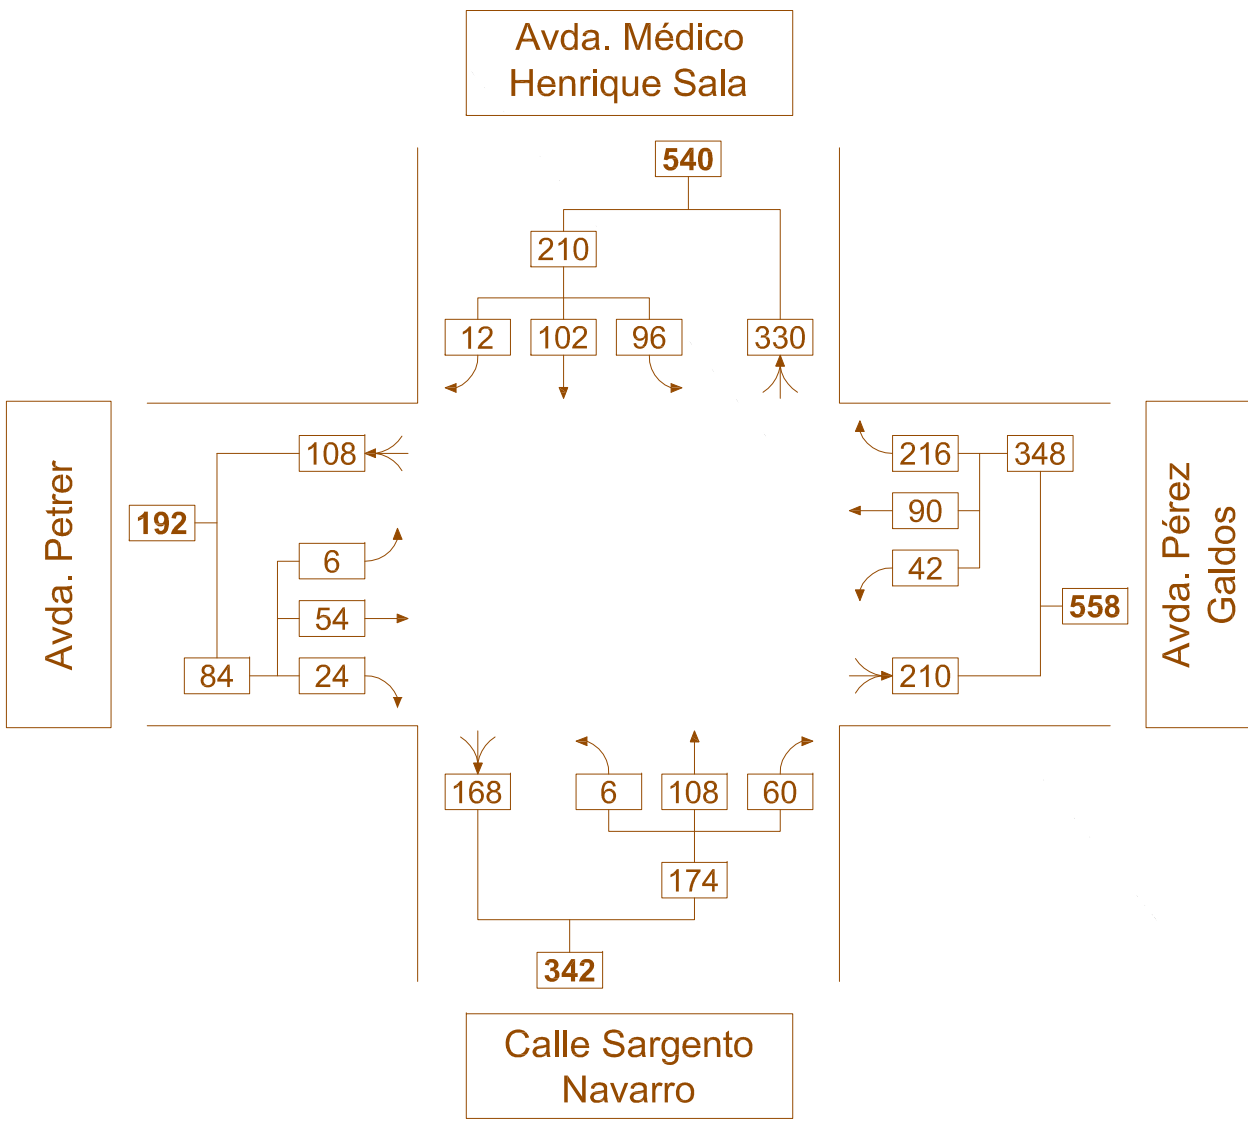 Avda. Médico
Henrique Sala
540
210
12 102 96 330
Avda. Petrer
108
192
6
54
84 24
216 348
90
42
558
210
Avda. Pérez
Galdos
168 6 108 60
174
342
Calle Sargento
Navarro